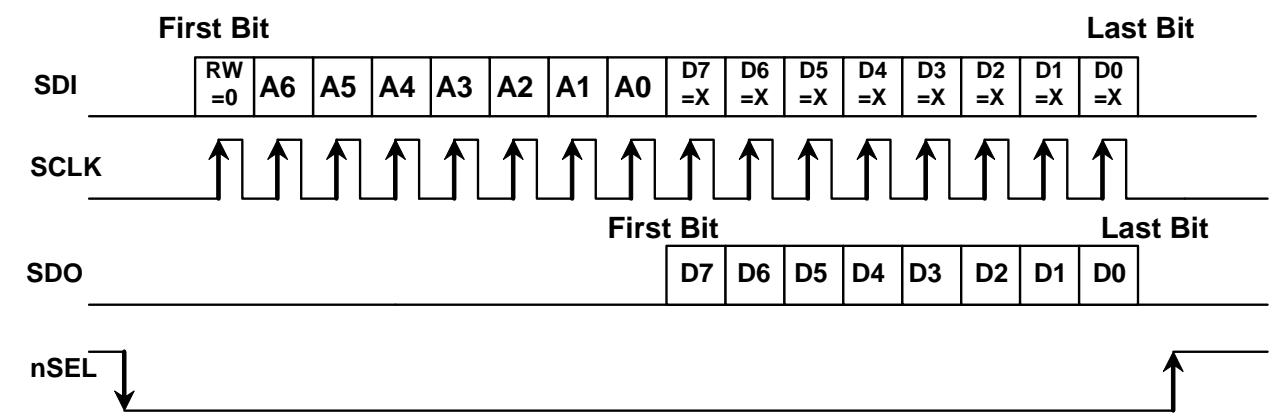 First Bit Last Bit
SDI RW =0 A6 A5 A4 A3 A2 A1 A0 D7 =X D6 =X D5 =X D4 =X D3 =X D2 =X D1 =X D0 =X
SCLK
First Bit Last Bit
SDO D7 D6 D5 D4 D3 D2 D1 D0
nSEL